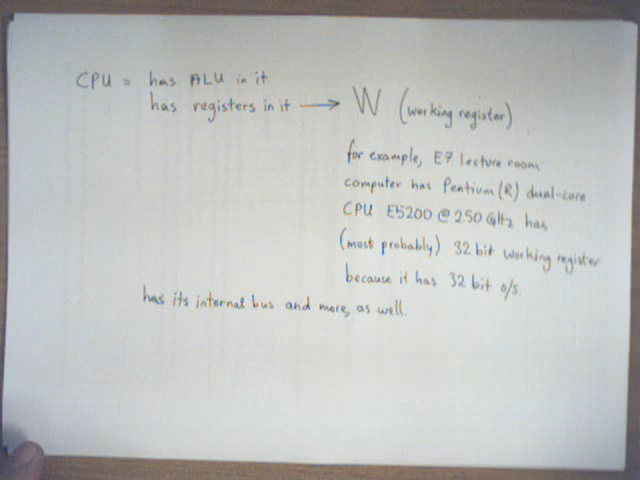 CPU = has ALU in it
has registers in it → W (working register)
for example, E7 lecture room
computer has Pentium(R) dual-core
CPU E5200 @ 2.50 GHz has
(most probably) 32 bit working register
because it has 32 bit o/s.
has its internal bus and more, as well.